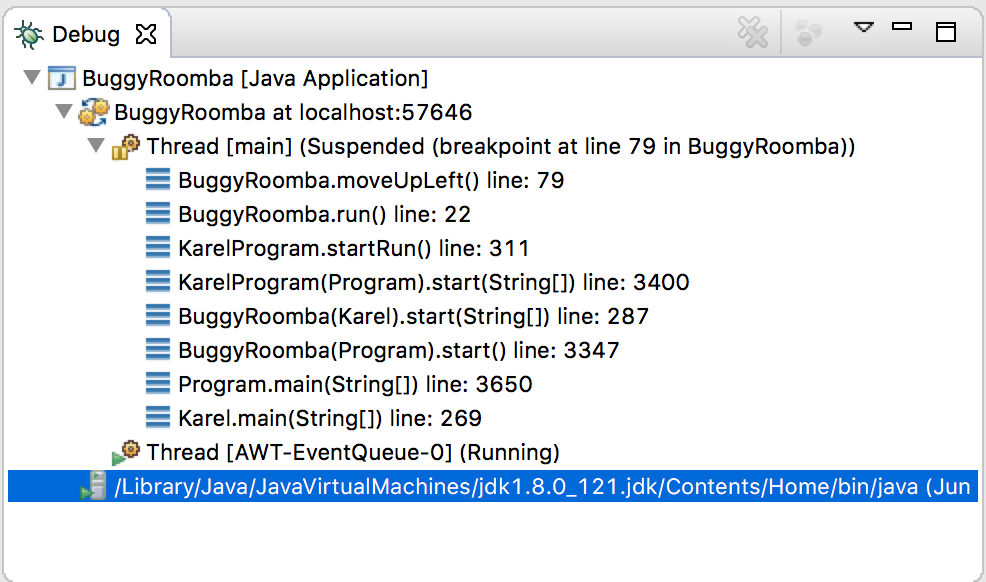 Debug
BuggyRoomba [Java Application]
BuggyRoomba at localhost:57646
Thread [main] (Suspended (breakpoint at line 79 in BuggyRoomba))
BuggyRoomba.moveUpLeft() line: 79
BuggyRoomba.run() line: 22
KarelProgram.startRun() line: 311
KarelProgram(Program).start(String[]) line: 3400
BuggyRoomba(Karel).start(String[]) line: 287
BuggyRoomba(Program).start() line: 3347
Program.main(String[]) line: 3650
Karel.main(String[]) line: 269
Thread [AWT-EventQueue-0] (Running)
/Library/Java/JavaVirtualMachines/jdk1.8.0_121.jdk/Contents/Home/bin/java (Jun